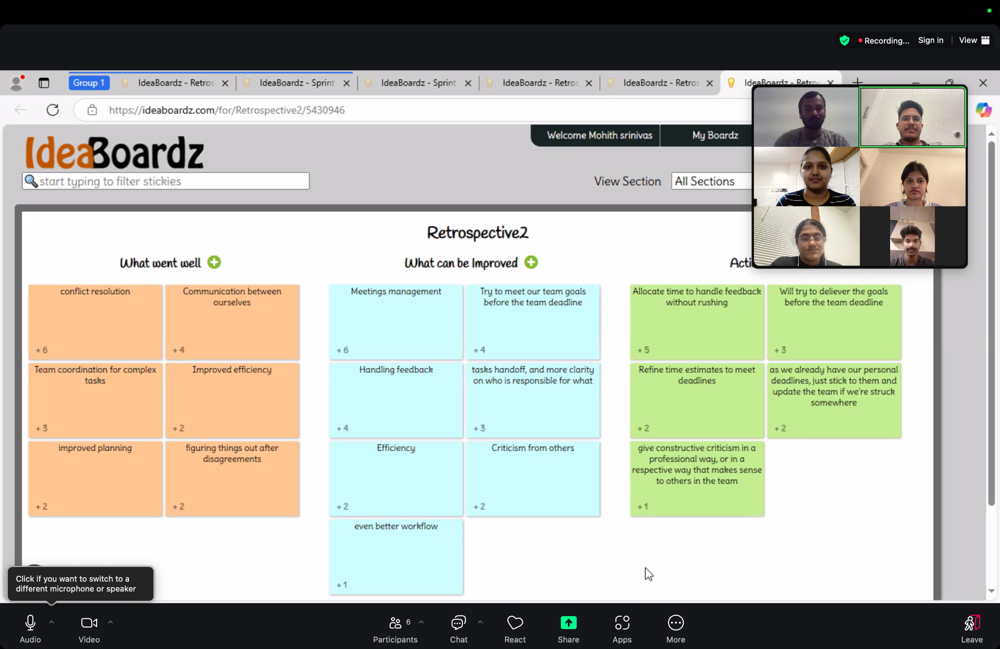 Recording...
Sign in
View
Group 1
IdeaBoardz - Retros
IdeaBoardz - Sprint
IdeaBoardz - Sprint
IdeaBoardz - Retros
IdeaBoardz - Retros
IdeaBoardz - Retros
https://ideaboardz.com/for/Retrospective2/5430946
IdeaBoardz
Welcome Mohith srinivas
My Boardz
start typing to filter stickies
View Section
All Sections
Retrospective2
What went well
conflict resolution
+6
Communication between
ourselves
+4
Team coordination for complex
tasks
+3
Improved efficiency
+2
improved planning
+2
figuring things out after
disagreements
+2
What can be Improved
Meetings management
+6
Try to meet our team goals
before the team deadline
+4
Handling feedback
+4
tasks handoff, and more clarity
on who is responsible for what
+3
Efficiency
+2
Criticism from others
+2
even better workflow
+1
Acti
Allocate time to handle feedback
without rushing
+5
Will try to deliever the goals
before the team deadline
+3
Refine time estimates to meet
deadlines
+2
as we already have our personal
deadlines, just stick to them and
update the team if we're struck
somewhere
+2
give constructive criticism in a
professional way, or in a
respective way that makes sense
to others in the team
+1
Click if you want to switch to a
different microphone or speaker
Audio
Video
6
Participants
Chat
React
Share
Apps
More
Leave